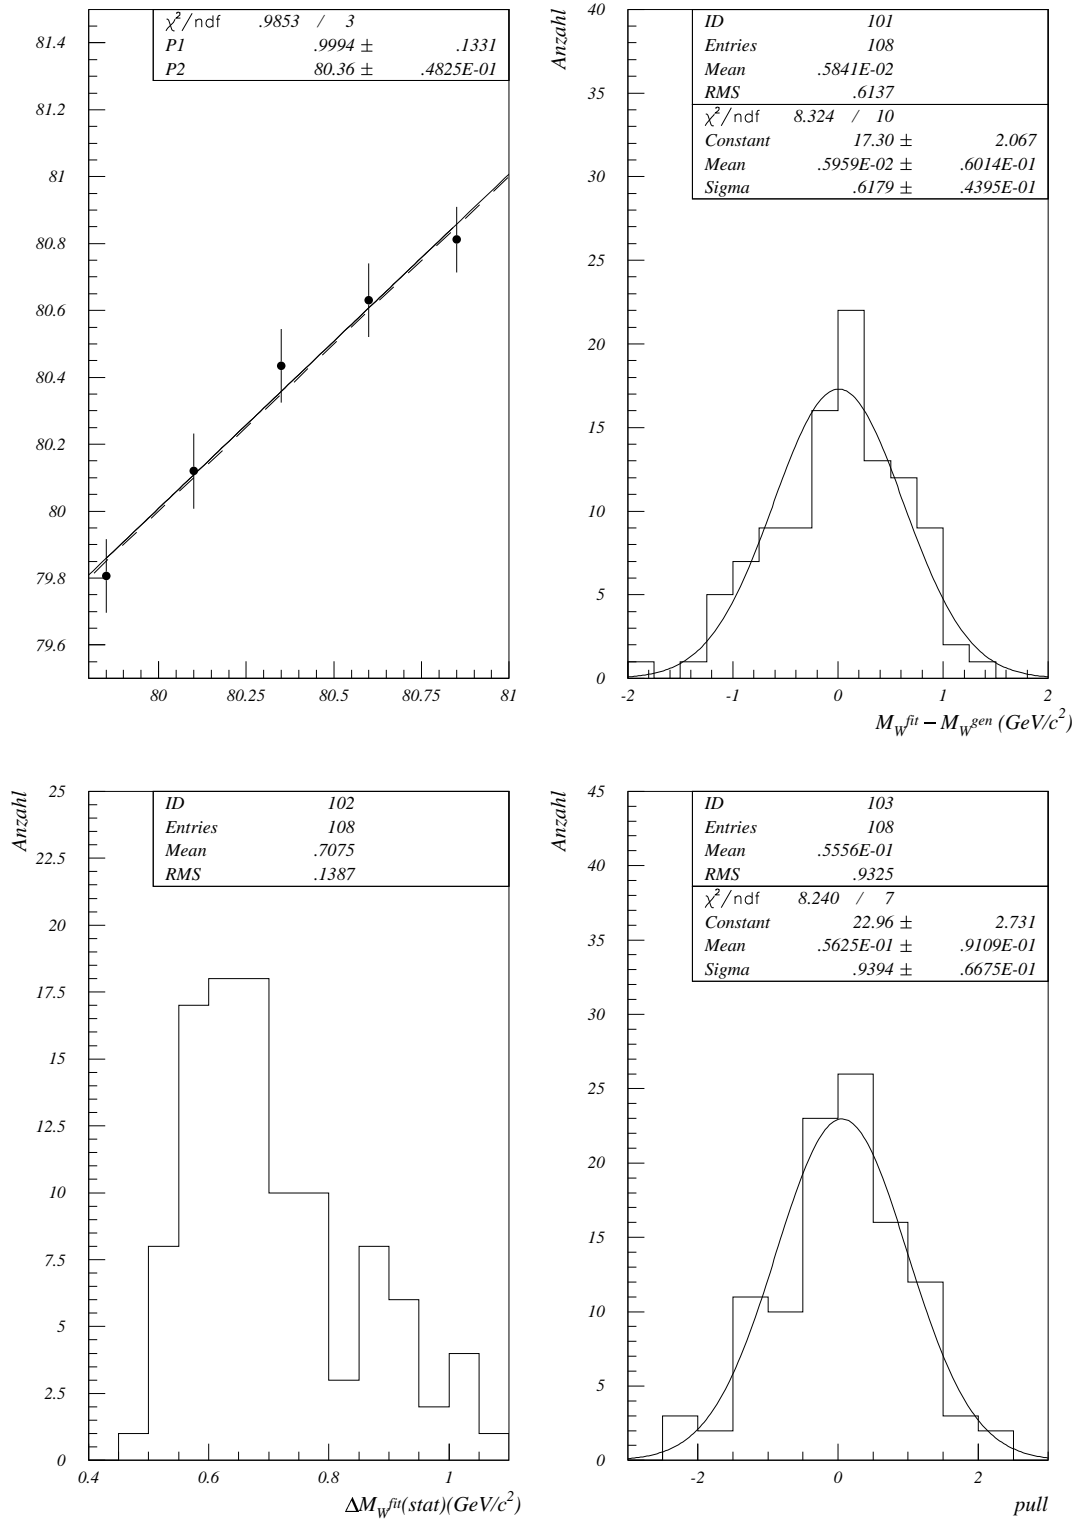 χ²/ndf .9853 / 3
P1 .9994 ± .1331
P2 80.36 ± .4825E-01
81.4
81.2
81
80.8
80.6
80.4
80.2
80
79.8
79.6
80 80.25 80.5 80.75 81
Anzahl
ID 101
Entries 108
Mean .5841E-02
RMS .6137
χ²/ndf 8.324 / 10
Constant 17.30 ± 2.067
Mean .5959E-02 ± .6014E-01
Sigma .6179 ± .4395E-01
40
35
30
25
20
15
10
5
0
-2 -1 0 1 2
M_W^fit – M_W^gen (GeV/c²)
Anzahl
ID 102
Entries 108
Mean .7075
RMS .1387
25
22.5
20
17.5
15
12.5
10
7.5
5
2.5
0
0.4 0.6 0.8 1
ΔM_W^fit(stat)(GeV/c²)
Anzahl
ID 103
Entries 108
Mean .5556E-01
RMS .9325
χ²/ndf 8.240 / 7
Constant 22.96 ± 2.731
Mean .5625E-01 ± .9109E-01
Sigma .9394 ± .6675E-01
45
40
35
30
25
20
15
10
5
0
-2 0 2
pull